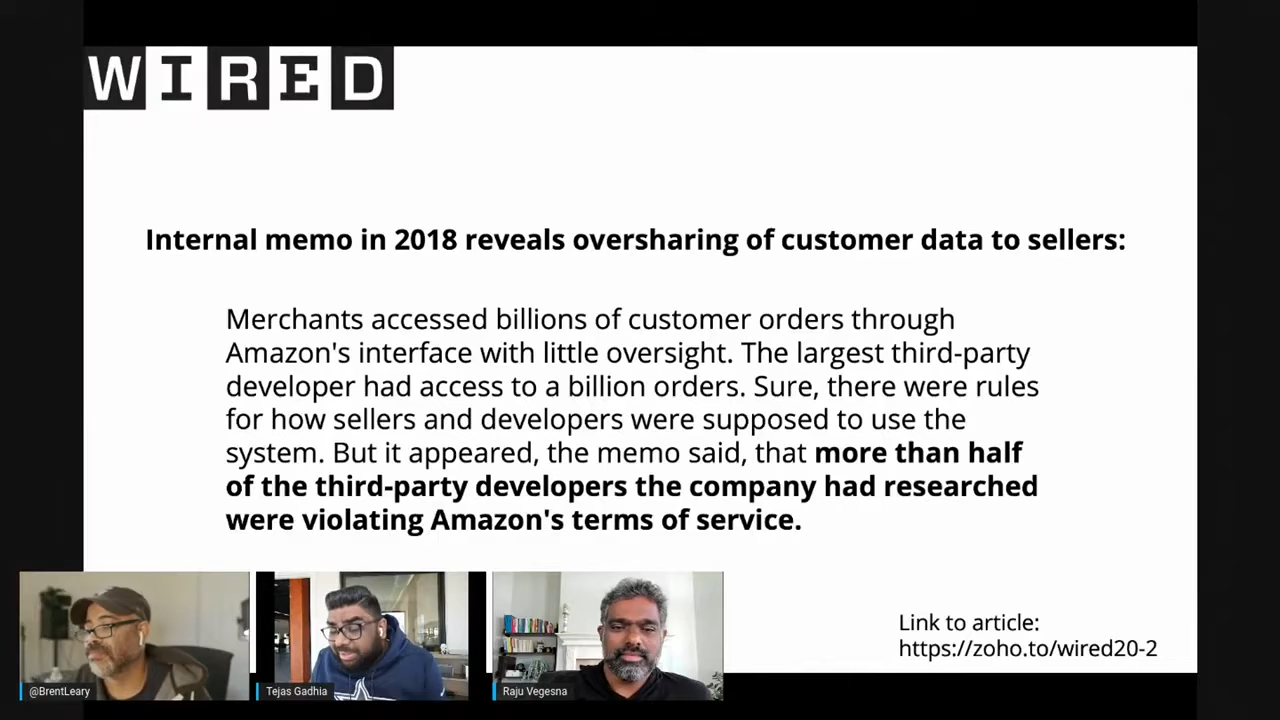 WIRED
Internal memo in 2018 reveals oversharing of customer data to sellers:
Merchants accessed billions of customer orders through
Amazon's interface with little oversight. The largest third-party
developer had access to a billion orders. Sure, there were rules
for how sellers and developers were supposed to use the
system. But it appeared, the memo said, that more than half
of the third-party developers the company had researched
were violating Amazon's terms of service.
Link to article:
https://zoho.to/wired20-2
@BrentLeary
Tejas Gadhia
Raju Vegesna